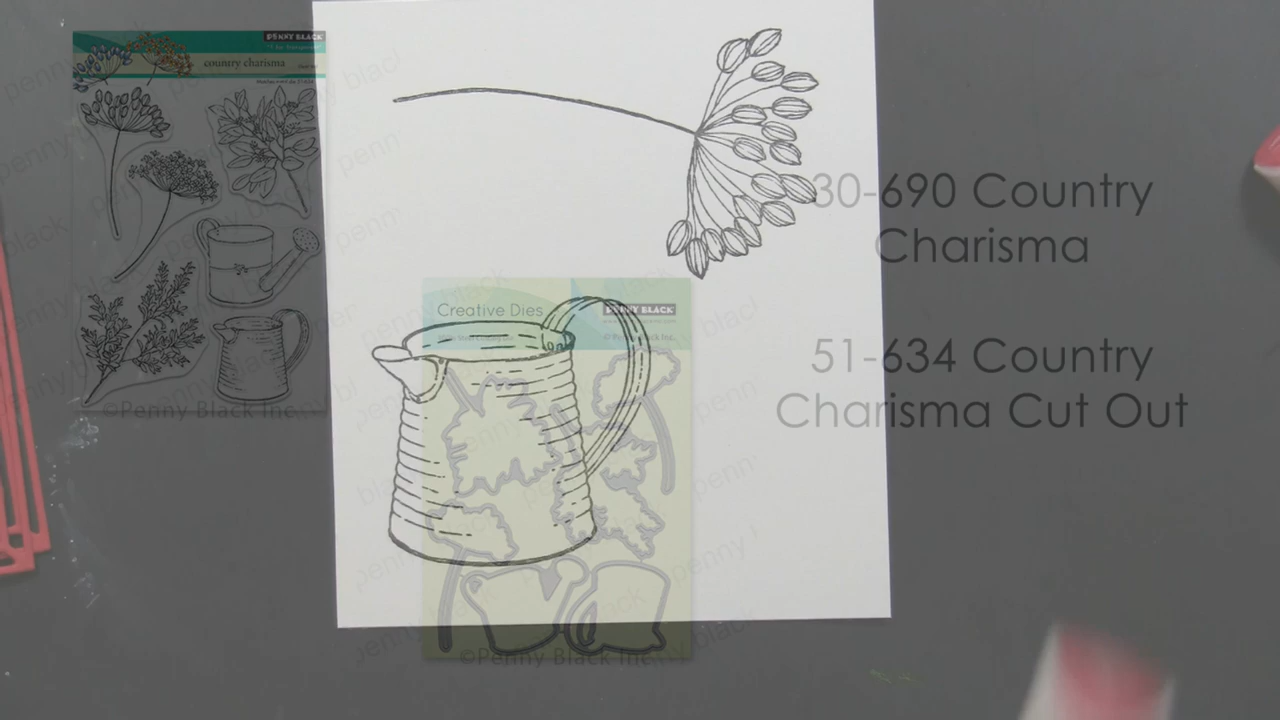 PENNY BLACK
country charisma
30-690 Country
Charisma
Creative Dies
PENNY BLACK
51-634 Country
Charisma Cut Out
©Penny Black Inc.
©Penny Black Inc.